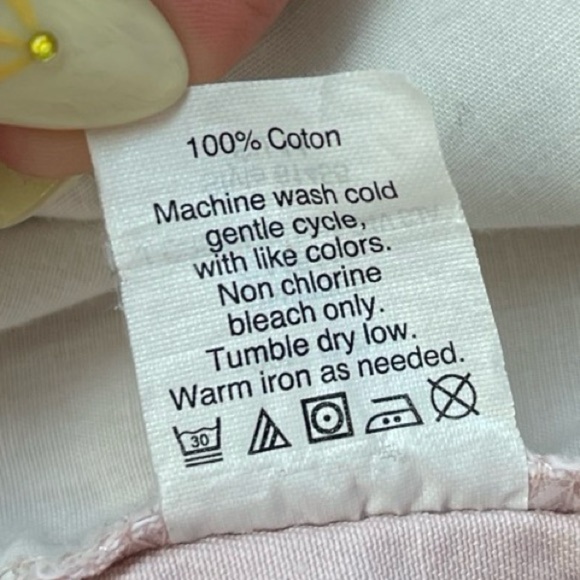 100% Coton
Machine wash cold
gentle cycle,
with like colors.
Non chlorine
bleach only.
Tumble dry low.
Warm iron as needed.
30